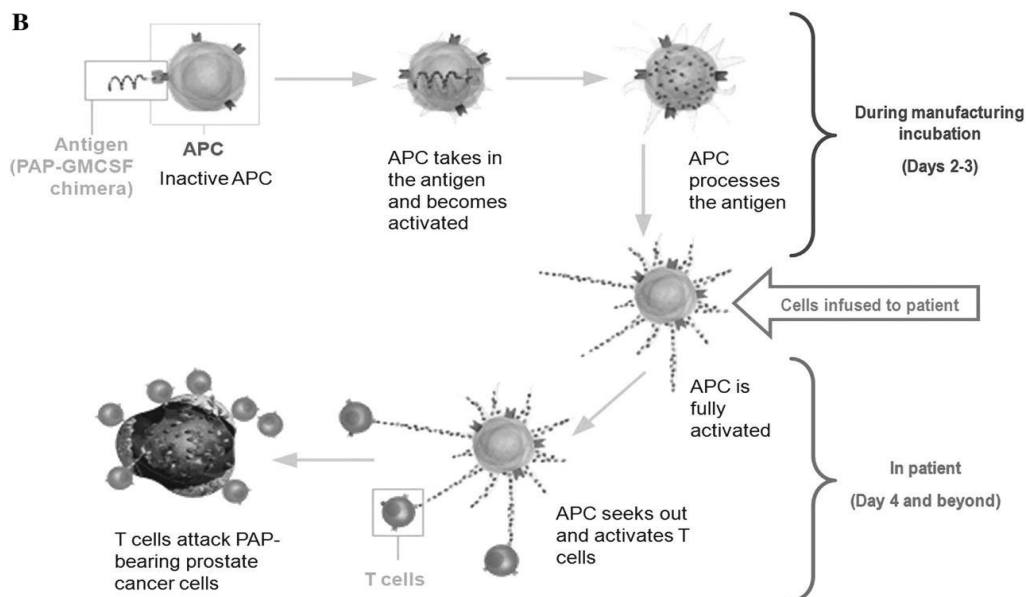 B
Antigen
(PAP-GMCSF
chimera)
APC
Inactive APC
APC takes in
the antigen
and becomes
activated
APC
processes
the antigen
During manufacturing
incubation
(Days 2-3)
Cells infused to patient
APC is
fully
activated
In patient
(Day 4 and beyond)
APC seeks out
and activates T
cells
T cells
T cells attack PAP-
bearing prostate
cancer cells